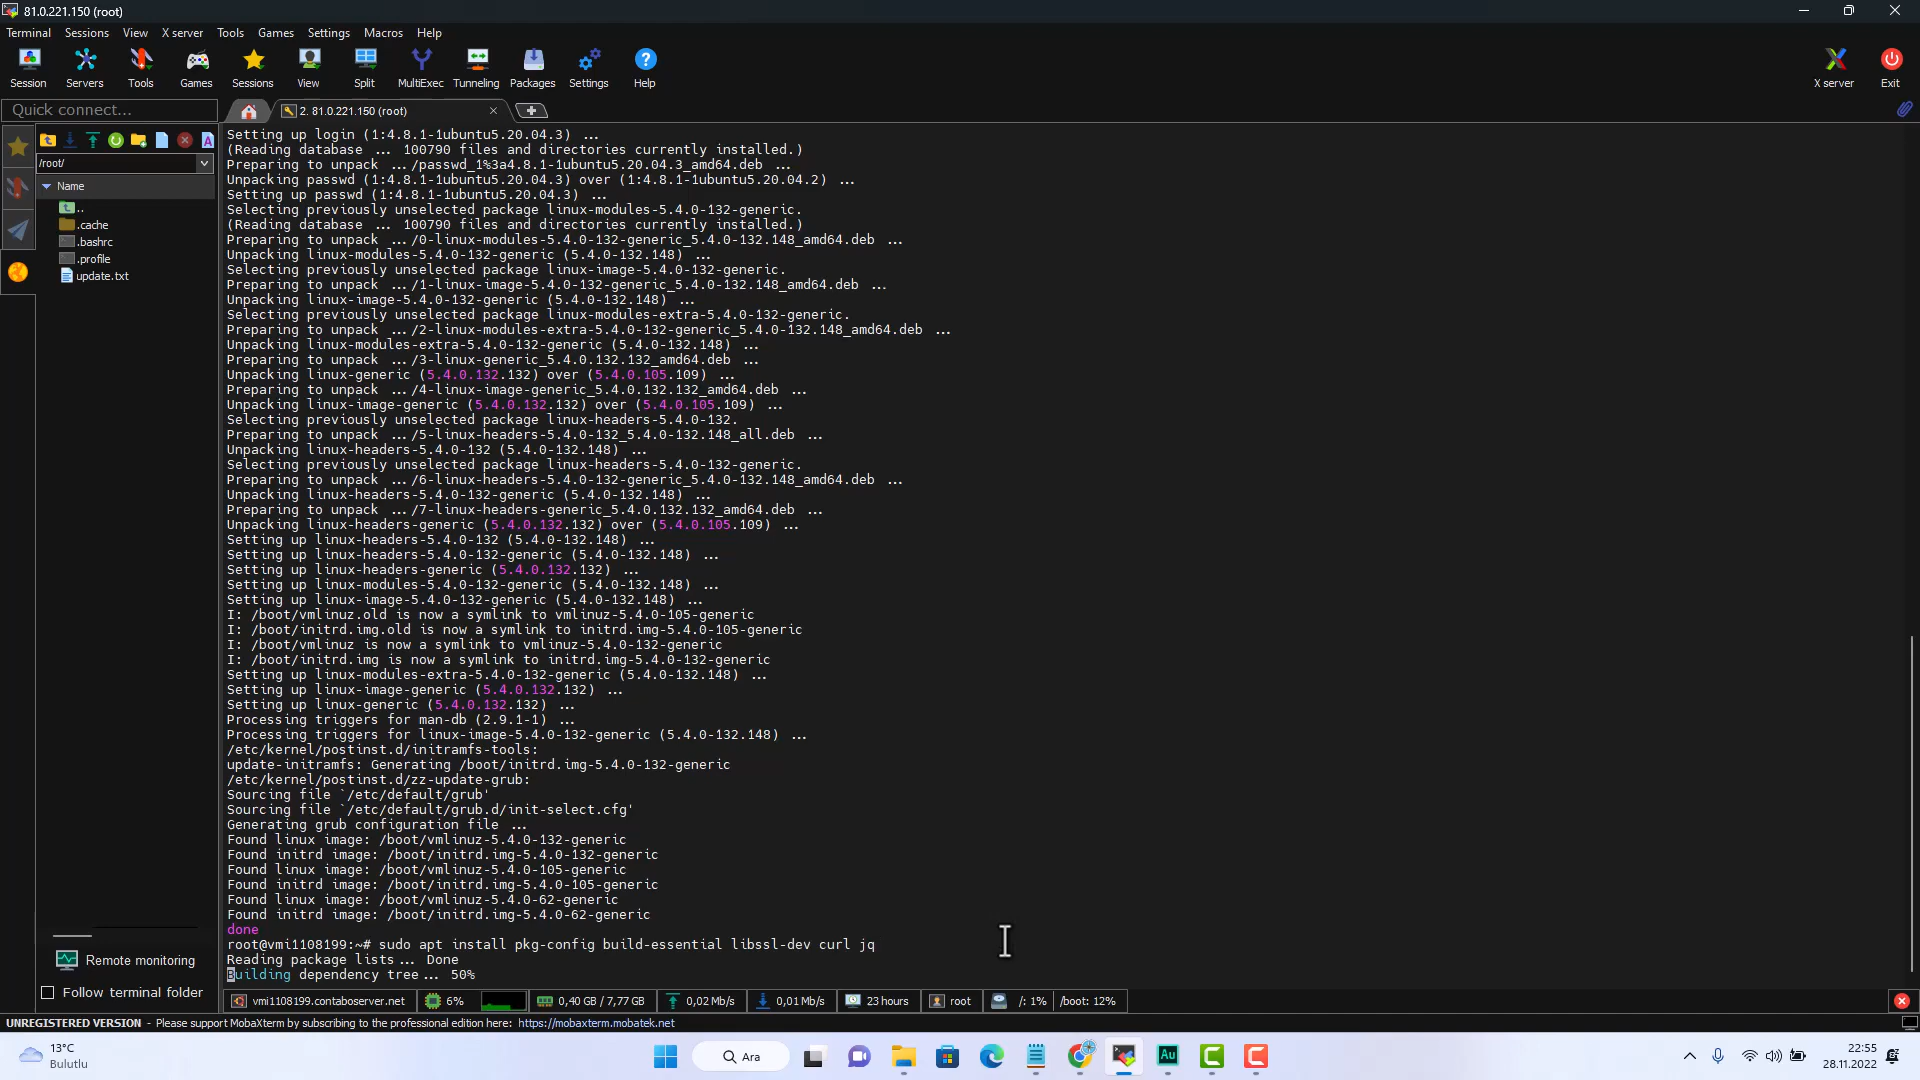 81.0.221.150 (root)
Terminal Sessions View X server Tools Games Settings Macros Help
Session Servers Tools Games Sessions View Split MultiExec Tunneling Packages Settings Help X server Exit
Quick connect...
2. 81.0.221.150 (root)
/root/
Name
..
.cache
.bashrc
.profile
update.txt
Setting up login (1:4.8.1-1ubuntu5.20.04.3) ...
(Reading database ... 100790 files and directories currently installed.)
Preparing to unpack .../passwd_1%3a4.8.1-1ubuntu5.20.04.3_amd64.deb ...
Unpacking passwd (1:4.8.1-1ubuntu5.20.04.3) over (1:4.8.1-1ubuntu5.20.04.2) ...
Setting up passwd (1:4.8.1-1ubuntu5.20.04.3) ...
Selecting previously unselected package linux-modules-5.4.0-132-generic.
(Reading database ... 100790 files and directories currently installed.)
Preparing to unpack .../0-linux-modules-5.4.0-132-generic_5.4.0-132.148_amd64.deb ...
Unpacking linux-modules-5.4.0-132-generic (5.4.0-132.148) ...
Selecting previously unselected package linux-image-5.4.0-132-generic.
Preparing to unpack .../1-linux-image-5.4.0-132-generic_5.4.0-132.148_amd64.deb ...
Unpacking linux-image-5.4.0-132-generic (5.4.0-132.148) ...
Selecting previously unselected package linux-modules-extra-5.4.0-132-generic.
Preparing to unpack .../2-linux-modules-extra-5.4.0-132-generic_5.4.0-132.148_amd64.deb ...
Unpacking linux-modules-extra-5.4.0-132-generic (5.4.0-132.148) ...
Preparing to unpack .../3-linux-generic_5.4.0.132.132_amd64.deb ...
Unpacking linux-generic (5.4.0.132.132) over (5.4.0.105.109) ...
Preparing to unpack .../4-linux-image-generic_5.4.0.132.132_amd64.deb ...
Unpacking linux-image-generic (5.4.0.132.132) over (5.4.0.105.109) ...
Selecting previously unselected package linux-headers-5.4.0-132.
Preparing to unpack .../5-linux-headers-5.4.0-132_5.4.0-132.148_all.deb ...
Unpacking linux-headers-5.4.0-132 (5.4.0-132.148) ...
Selecting previously unselected package linux-headers-5.4.0-132-generic.
Preparing to unpack .../6-linux-headers-5.4.0-132-generic_5.4.0-132.148_amd64.deb ...
Unpacking linux-headers-5.4.0-132-generic (5.4.0-132.148) ...
Preparing to unpack .../7-linux-headers-generic_5.4.0.132.132_amd64.deb ...
Unpacking linux-headers-generic (5.4.0.132.132) over (5.4.0.105.109) ...
Setting up linux-headers-5.4.0-132 (5.4.0-132.148) ...
Setting up linux-headers-5.4.0-132-generic (5.4.0-132.148) ...
Setting up linux-headers-generic (5.4.0.132.132) ...
Setting up linux-modules-5.4.0-132-generic (5.4.0-132.148) ...
Setting up linux-image-5.4.0-132-generic (5.4.0-132.148) ...
I: /boot/vmlinuz.old is now a symlink to vmlinuz-5.4.0-105-generic
I: /boot/initrd.img.old is now a symlink to initrd.img-5.4.0-105-generic
I: /boot/vmlinuz is now a symlink to vmlinuz-5.4.0-132-generic
I: /boot/initrd.img is now a symlink to initrd.img-5.4.0-132-generic
Setting up linux-modules-extra-5.4.0-132-generic (5.4.0-132.148) ...
Setting up linux-image-generic (5.4.0.132.132) ...
Setting up linux-generic (5.4.0.132.132) ...
Processing triggers for man-db (2.9.1-1) ...
Processing triggers for linux-image-5.4.0-132-generic (5.4.0-132.148) ...
/etc/kernel/postinst.d/initramfs-tools:
update-initramfs: Generating /boot/initrd.img-5.4.0-132-generic
/etc/kernel/postinst.d/zz-update-grub:
Sourcing file `/etc/default/grub'
Sourcing file `/etc/default/grub.d/init-select.cfg'
Generating grub configuration file ...
Found linux image: /boot/vmlinuz-5.4.0-132-generic
Found initrd image: /boot/initrd.img-5.4.0-132-generic
Found linux image: /boot/vmlinuz-5.4.0-105-generic
Found initrd image: /boot/initrd.img-5.4.0-105-generic
Found linux image: /boot/vmlinuz-5.4.0-62-generic
Found initrd image: /boot/initrd.img-5.4.0-62-generic
done
root@vmi1108199:~# sudo apt install pkg-config build-essential libssl-dev curl jq
Reading package lists... Done
Building dependency tree... 50%
Remote monitoring
Follow terminal folder
vmi1108199.contaboserver.net 6% 0,40 GB / 7,77 GB 0,02 Mb/s 0,01 Mb/s 23 hours root /: 1% /boot: 12%
UNREGISTERED VERSION - Please support MobaXterm by subscribing to the professional edition here: https://mobaxterm.mobatek.net
13°C
Bulutlu
Ara
22:55
28.11.2022